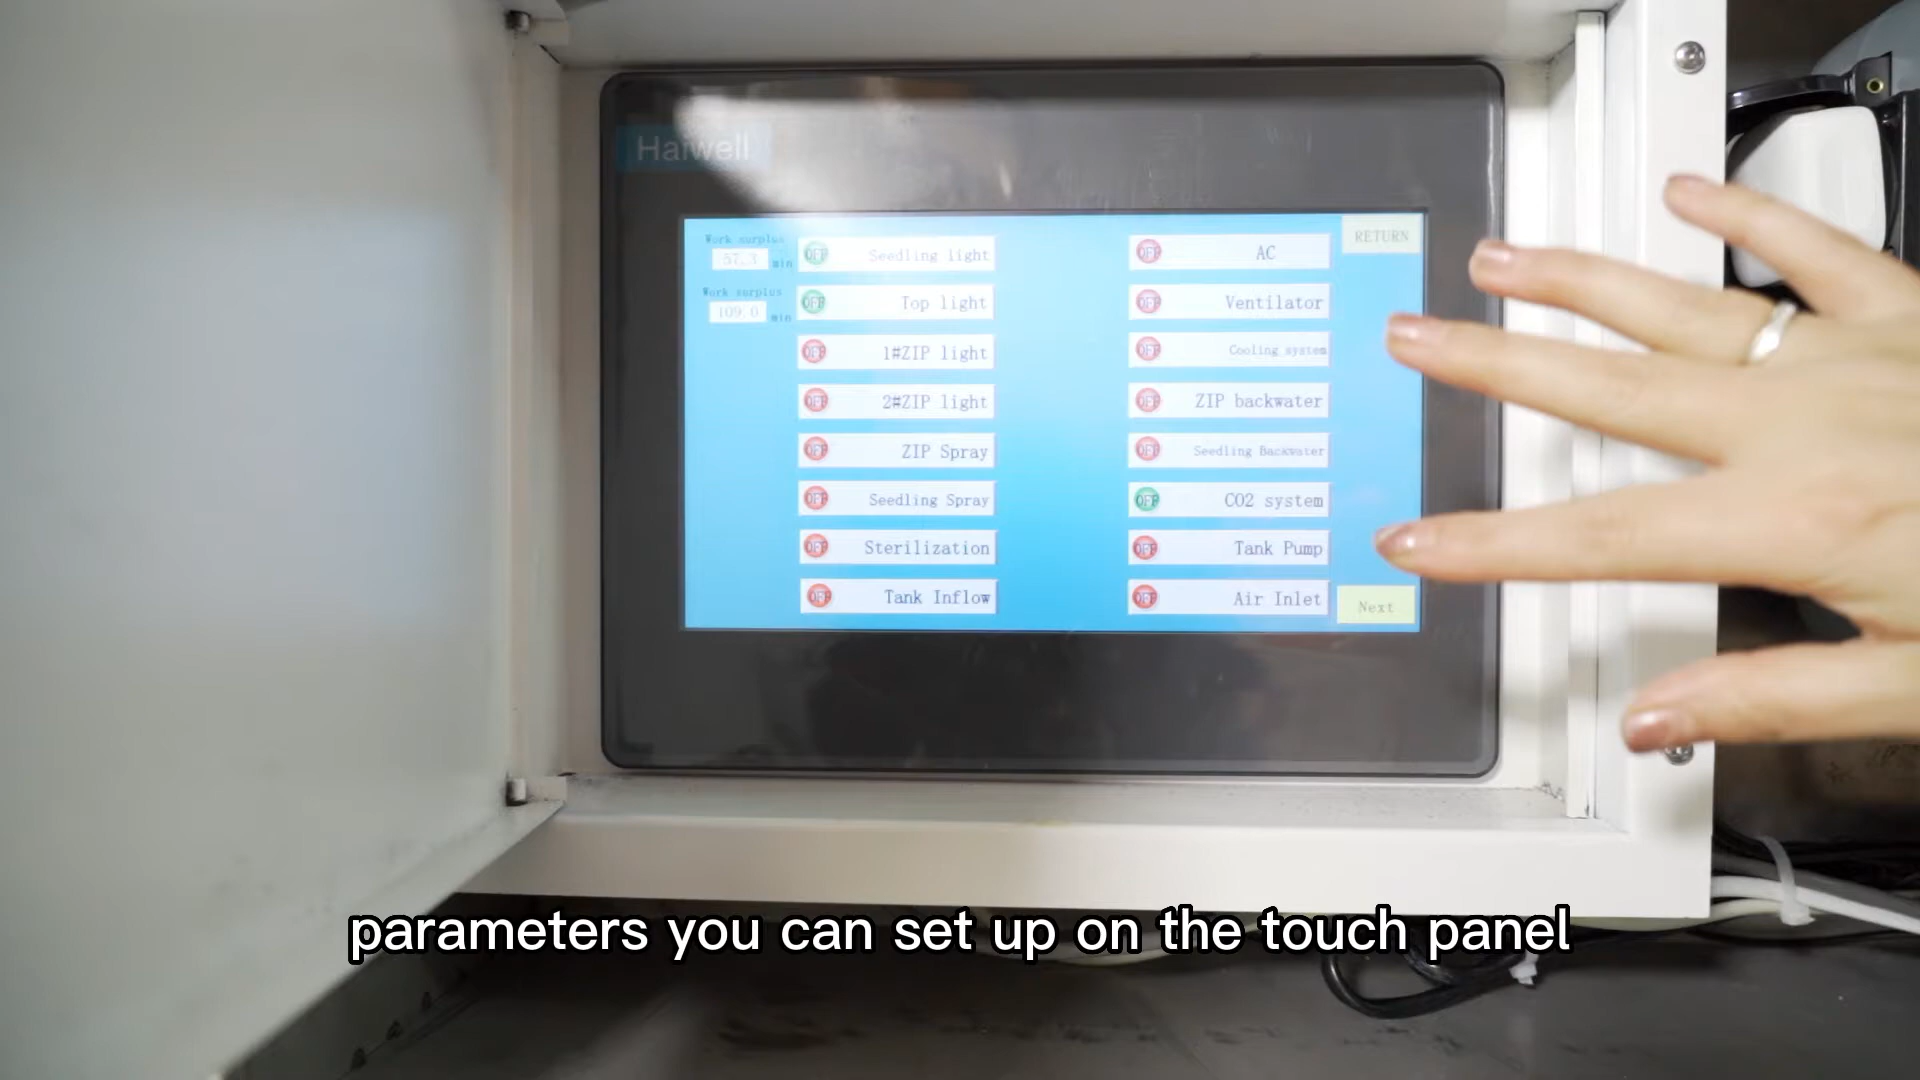 Haiwell
Work surplus
57.3 min
OFF Seedling light
Work surplus
109.0 min
OFF Top light
OFF 1#ZIP light
OFF 2#ZIP light
OFF ZIP Spray
OFF Seedling Spray
OFF Sterilization
OFF Tank Inflow
OFF AC
OFF Ventilator
OFF Cooling system
OFF ZIP backwater
OFF Seedling Backwater
OFF CO2 system
OFF Tank Pump
OFF Air Inlet
RETURN
Next
parameters you can set up on the touch panel